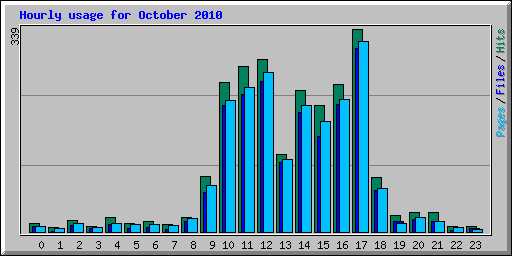 Hourly usage for October 2010
339
0 1 2 3 4 5 6 7 8 9 10 11 12 13 14 15 16 17 18 19 20 21 22 23
Pages / Files / Hits